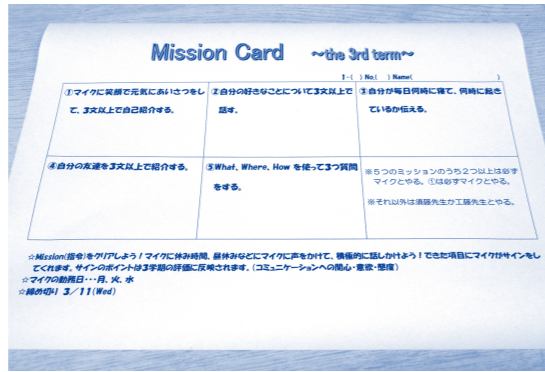 Mission Card ~the 3rd term~
1-( ) No.( ) Name( )
①マイクに笑顔で元気にあいさつをし
て、3文以上で自己紹介する。
②自分の好きなことについて3文以上で
話す。
③自分が毎日何時に寝て、何時に起き
ているか伝える。
④自分の友達を3文以上で紹介する。
⑤What, Where, How を使って3つ質問
をする。
※5つのミッションのうち2つ以上は必ず
マイクとやる。①は必ずマイクとやる。
※それ以外は須藤先生か工藤先生とやる。
☆Mission(指令)をクリアしよう!マイクに休み時間、昼休みなどにマイクに声をかけて、積極的に話しかけよう!できた項目にマイクがサインをし
てくれます。サインのポイントは3学期の評価に反映されます。(コミュニケーションへの関心・意欲・態度)
☆マイクの勤務日・・・月、火、水
☆締め切り 3/11(Wed)